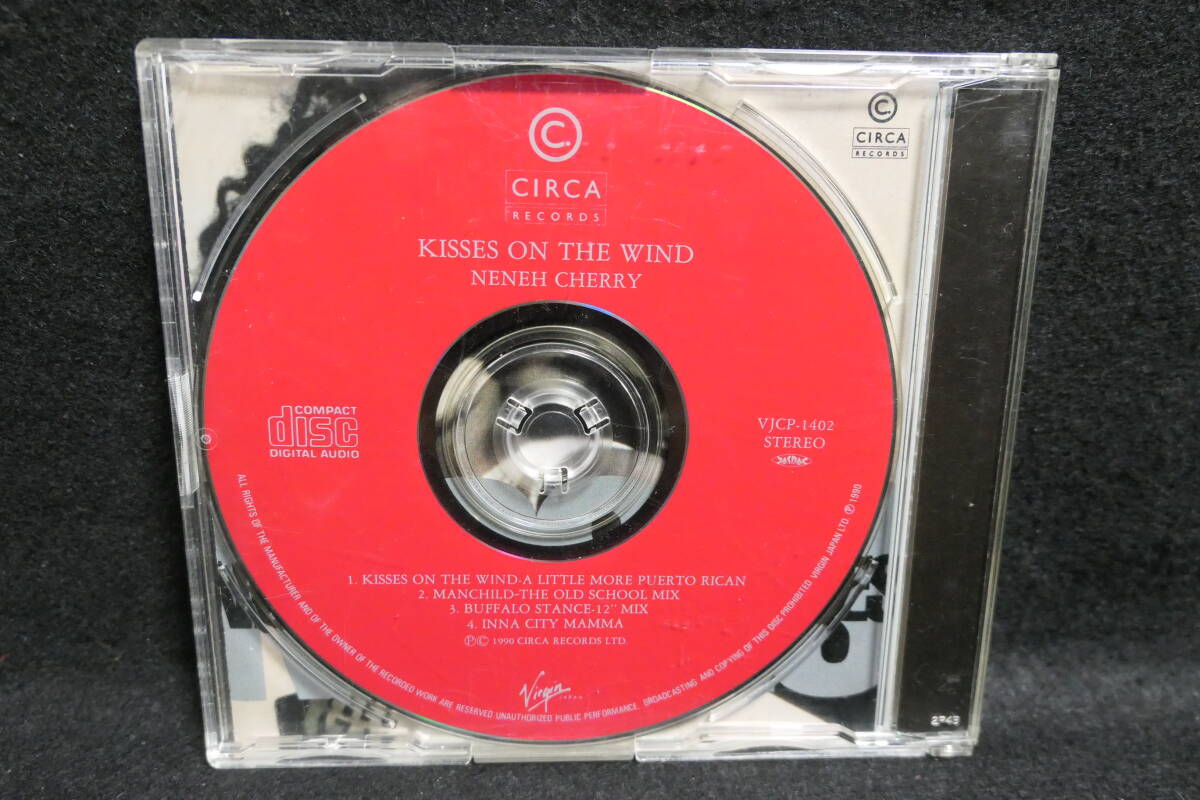 C.
CIRCA
RECORDS
KISSES ON THE WIND
NENEH CHERRY
COMPACT
disc
DIGITAL AUDIO
VJCP-1402
STEREO
JASRAC
1. KISSES ON THE WIND-A LITTLE MORE PUERTO RICAN
2. MANCHILD-THE OLD SCHOOL MIX
3. BUFFALO STANCE-12" MIX
4. INNA CITY MAMMA
℗© 1990 CIRCA RECORDS LTD.
Virgin
JAPAN
ALL RIGHTS OF THE MANUFACTURER AND OF THE OWNER OF THE RECORDED WORK ARE RESERVED UNAUTHORIZED PUBLIC PERFORMANCE. BROADCASTING AND COPYING OF THIS DISC PROHIBITED VIRGIN JAPAN LTD ℗ 1990
C.
CIRCA
RECORDS